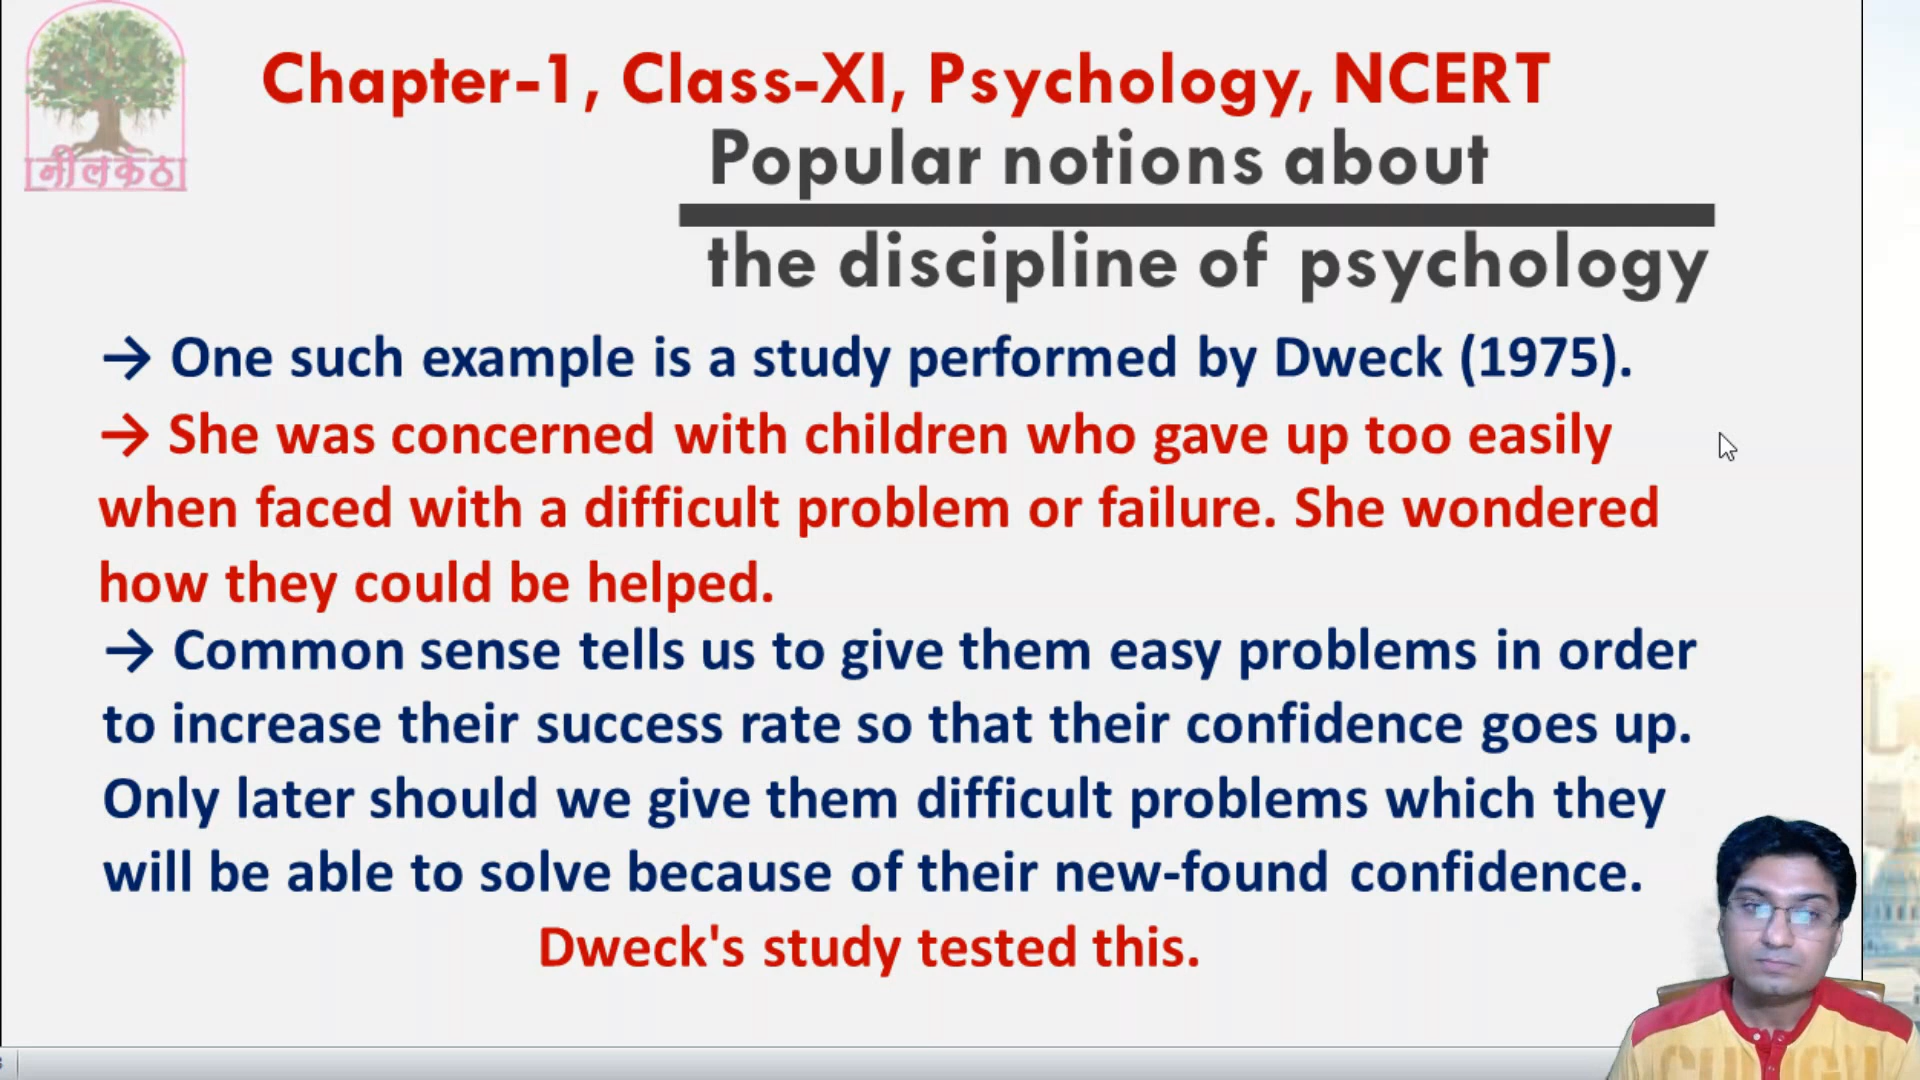 नीलकंठ
Chapter-1, Class-XI, Psychology, NCERT
Popular notions about
the discipline of psychology
→ One such example is a study performed by Dweck (1975).
→ She was concerned with children who gave up too easily
when faced with a difficult problem or failure. She wondered
how they could be helped.
→ Common sense tells us to give them easy problems in order
to increase their success rate so that their confidence goes up.
Only later should we give them difficult problems which they
will be able to solve because of their new-found confidence.
Dweck's study tested this.